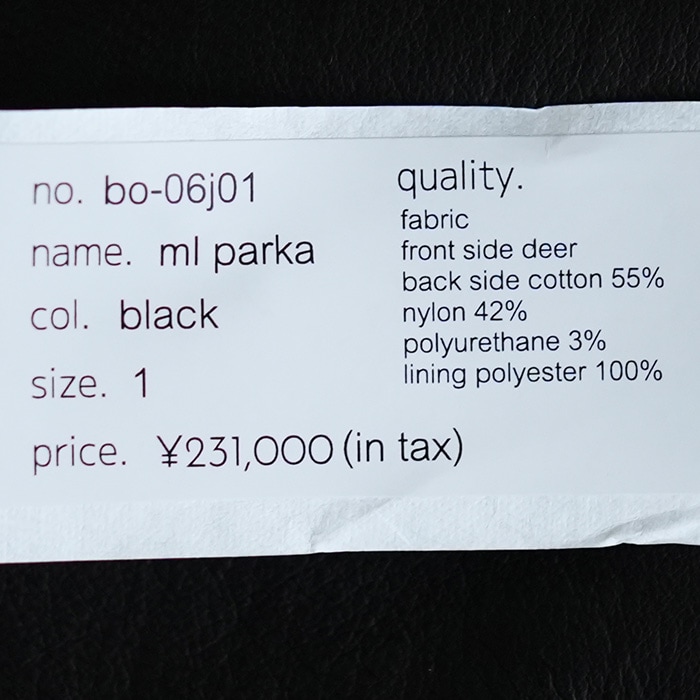 no. bo-06j01
name. ml parka
col. black
size. 1
price. ¥231,000 (in tax)
quality.
fabric
front side deer
back side cotton 55%
nylon 42%
polyurethane 3%
lining polyester 100%